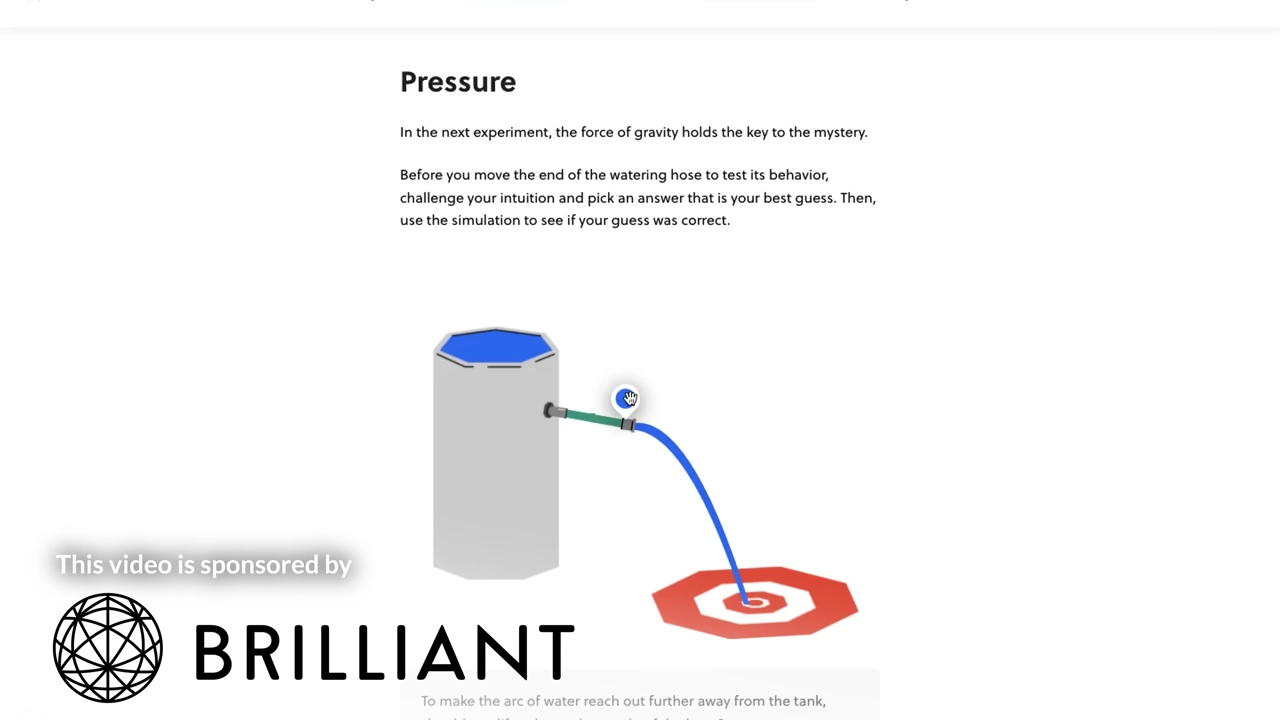 Pressure
In the next experiment, the force of gravity holds the key to the mystery.
Before you move the end of the watering hose to test its behavior,
challenge your intuition and pick an answer that is your best guess. Then,
use the simulation to see if your guess was correct.
This video is sponsored by
BRILLIANT
To make the arc of water reach out further away from the tank,